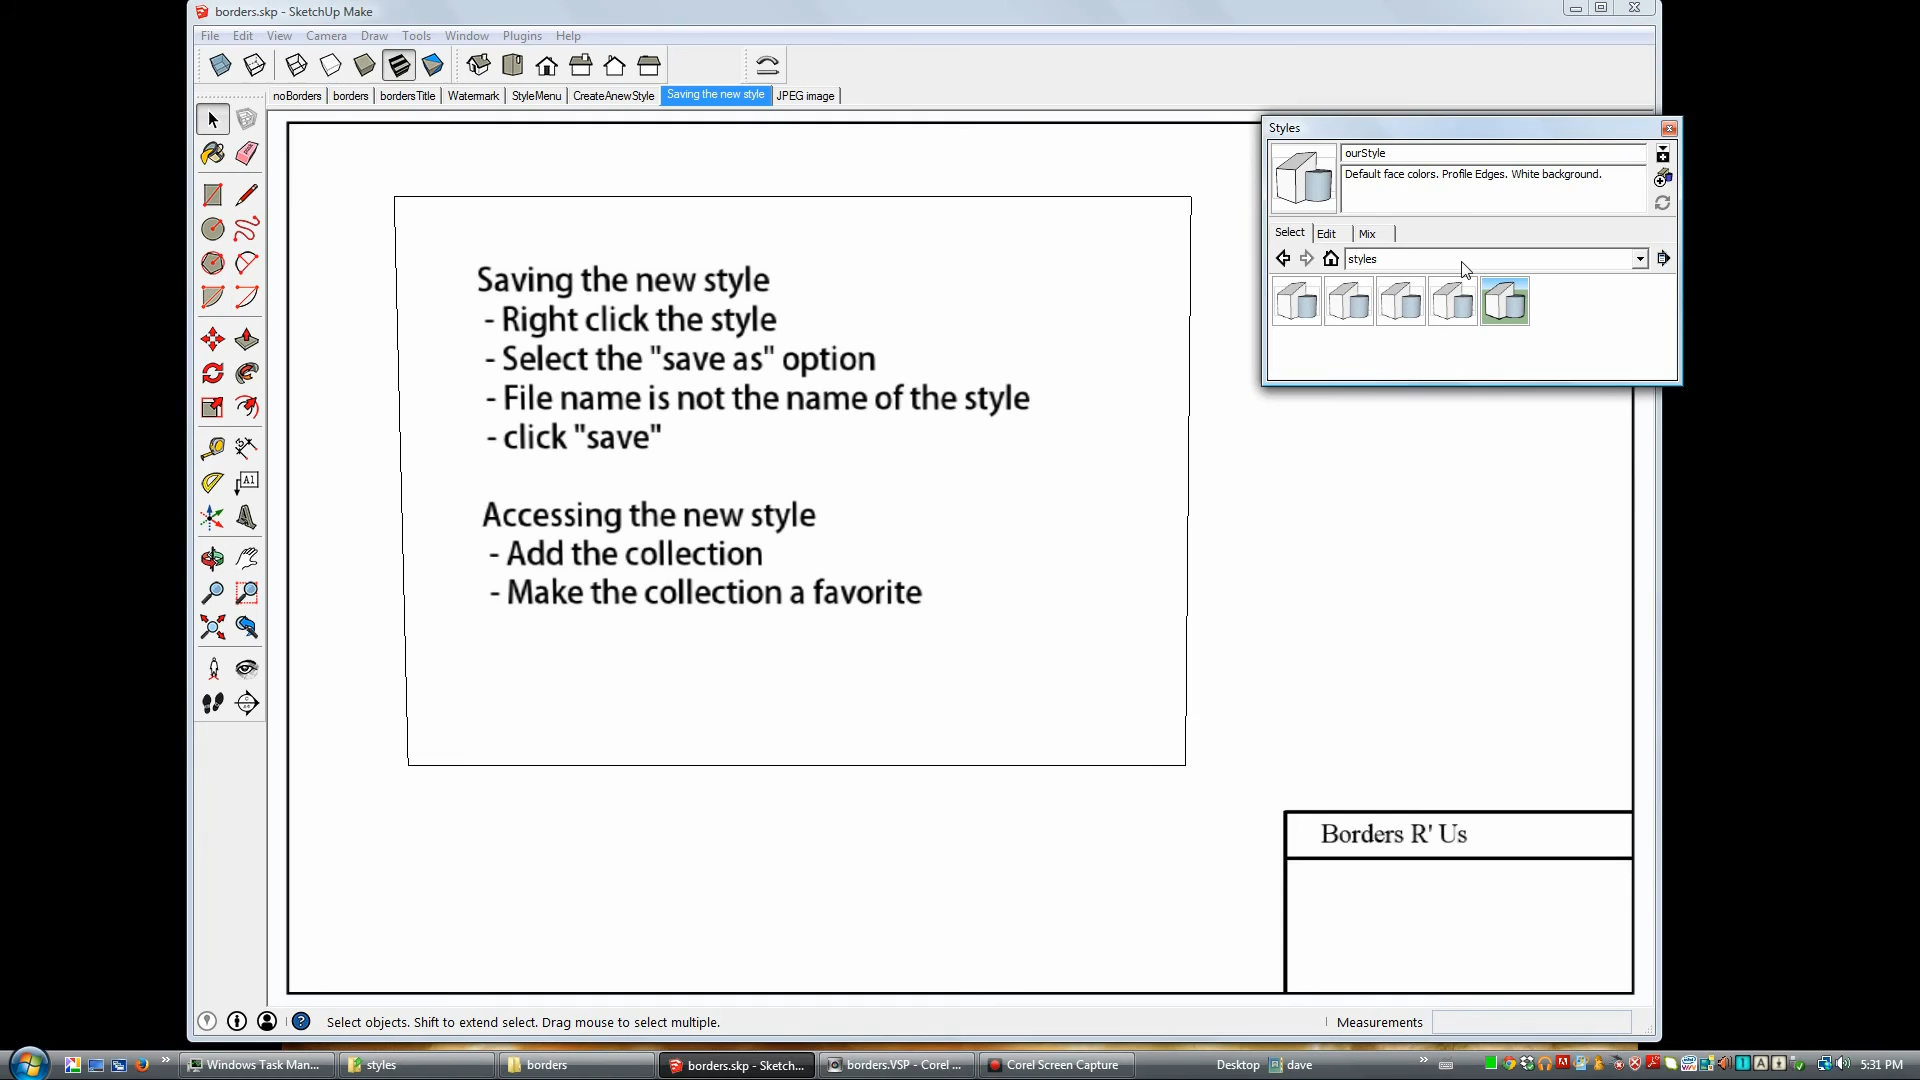 borders.skp - SketchUp Make
File Edit View Camera Draw Tools Window Plugins Help
noBorders borders bordersTitle Watermark StyleMenu CreateAnewStyle Saving the new style JPEG image
Styles
ourStyle
Default face colors. Profile Edges. White background.
Select Edit Mix
styles
Saving the new style
- Right click the style
- Select the "save as" option
- File name is not the name of the style
- click "save"
Accessing the new style
- Add the collection
- Make the collection a favorite
A1
Borders R' Us
Select objects. Shift to extend select. Drag mouse to select multiple.
Measurements
Windows Task Man... styles borders borders.skp - Sketch... borders.VSP - Corel ... Corel Screen Capture Desktop dave 5:31 PM